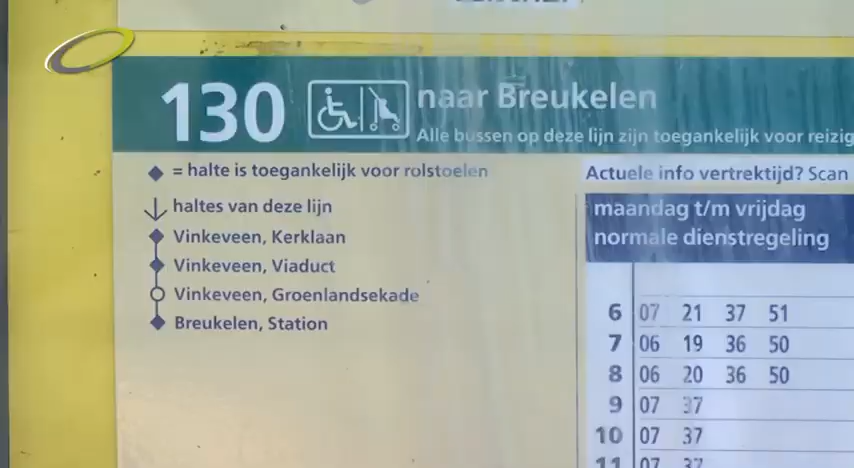 130 naar Breukelen
Alle bussen op deze lijn zijn toegankelijk voor
= halte is toegankelijk voor rolstoelen
haltes van deze lijn
Vinkeveen, Kerklaan
Vinkeveen, Viaduct
Vinkeveen, Groenlandsekade
Breukelen, Station
Actuele info vertrektijd? Scan
maandag t/m vrijdag
normale dienstregeling
6 07 21 37 51
7 06 19 36 50
8 06 20 36 50
9 07 37
10 07 37
11 07 37